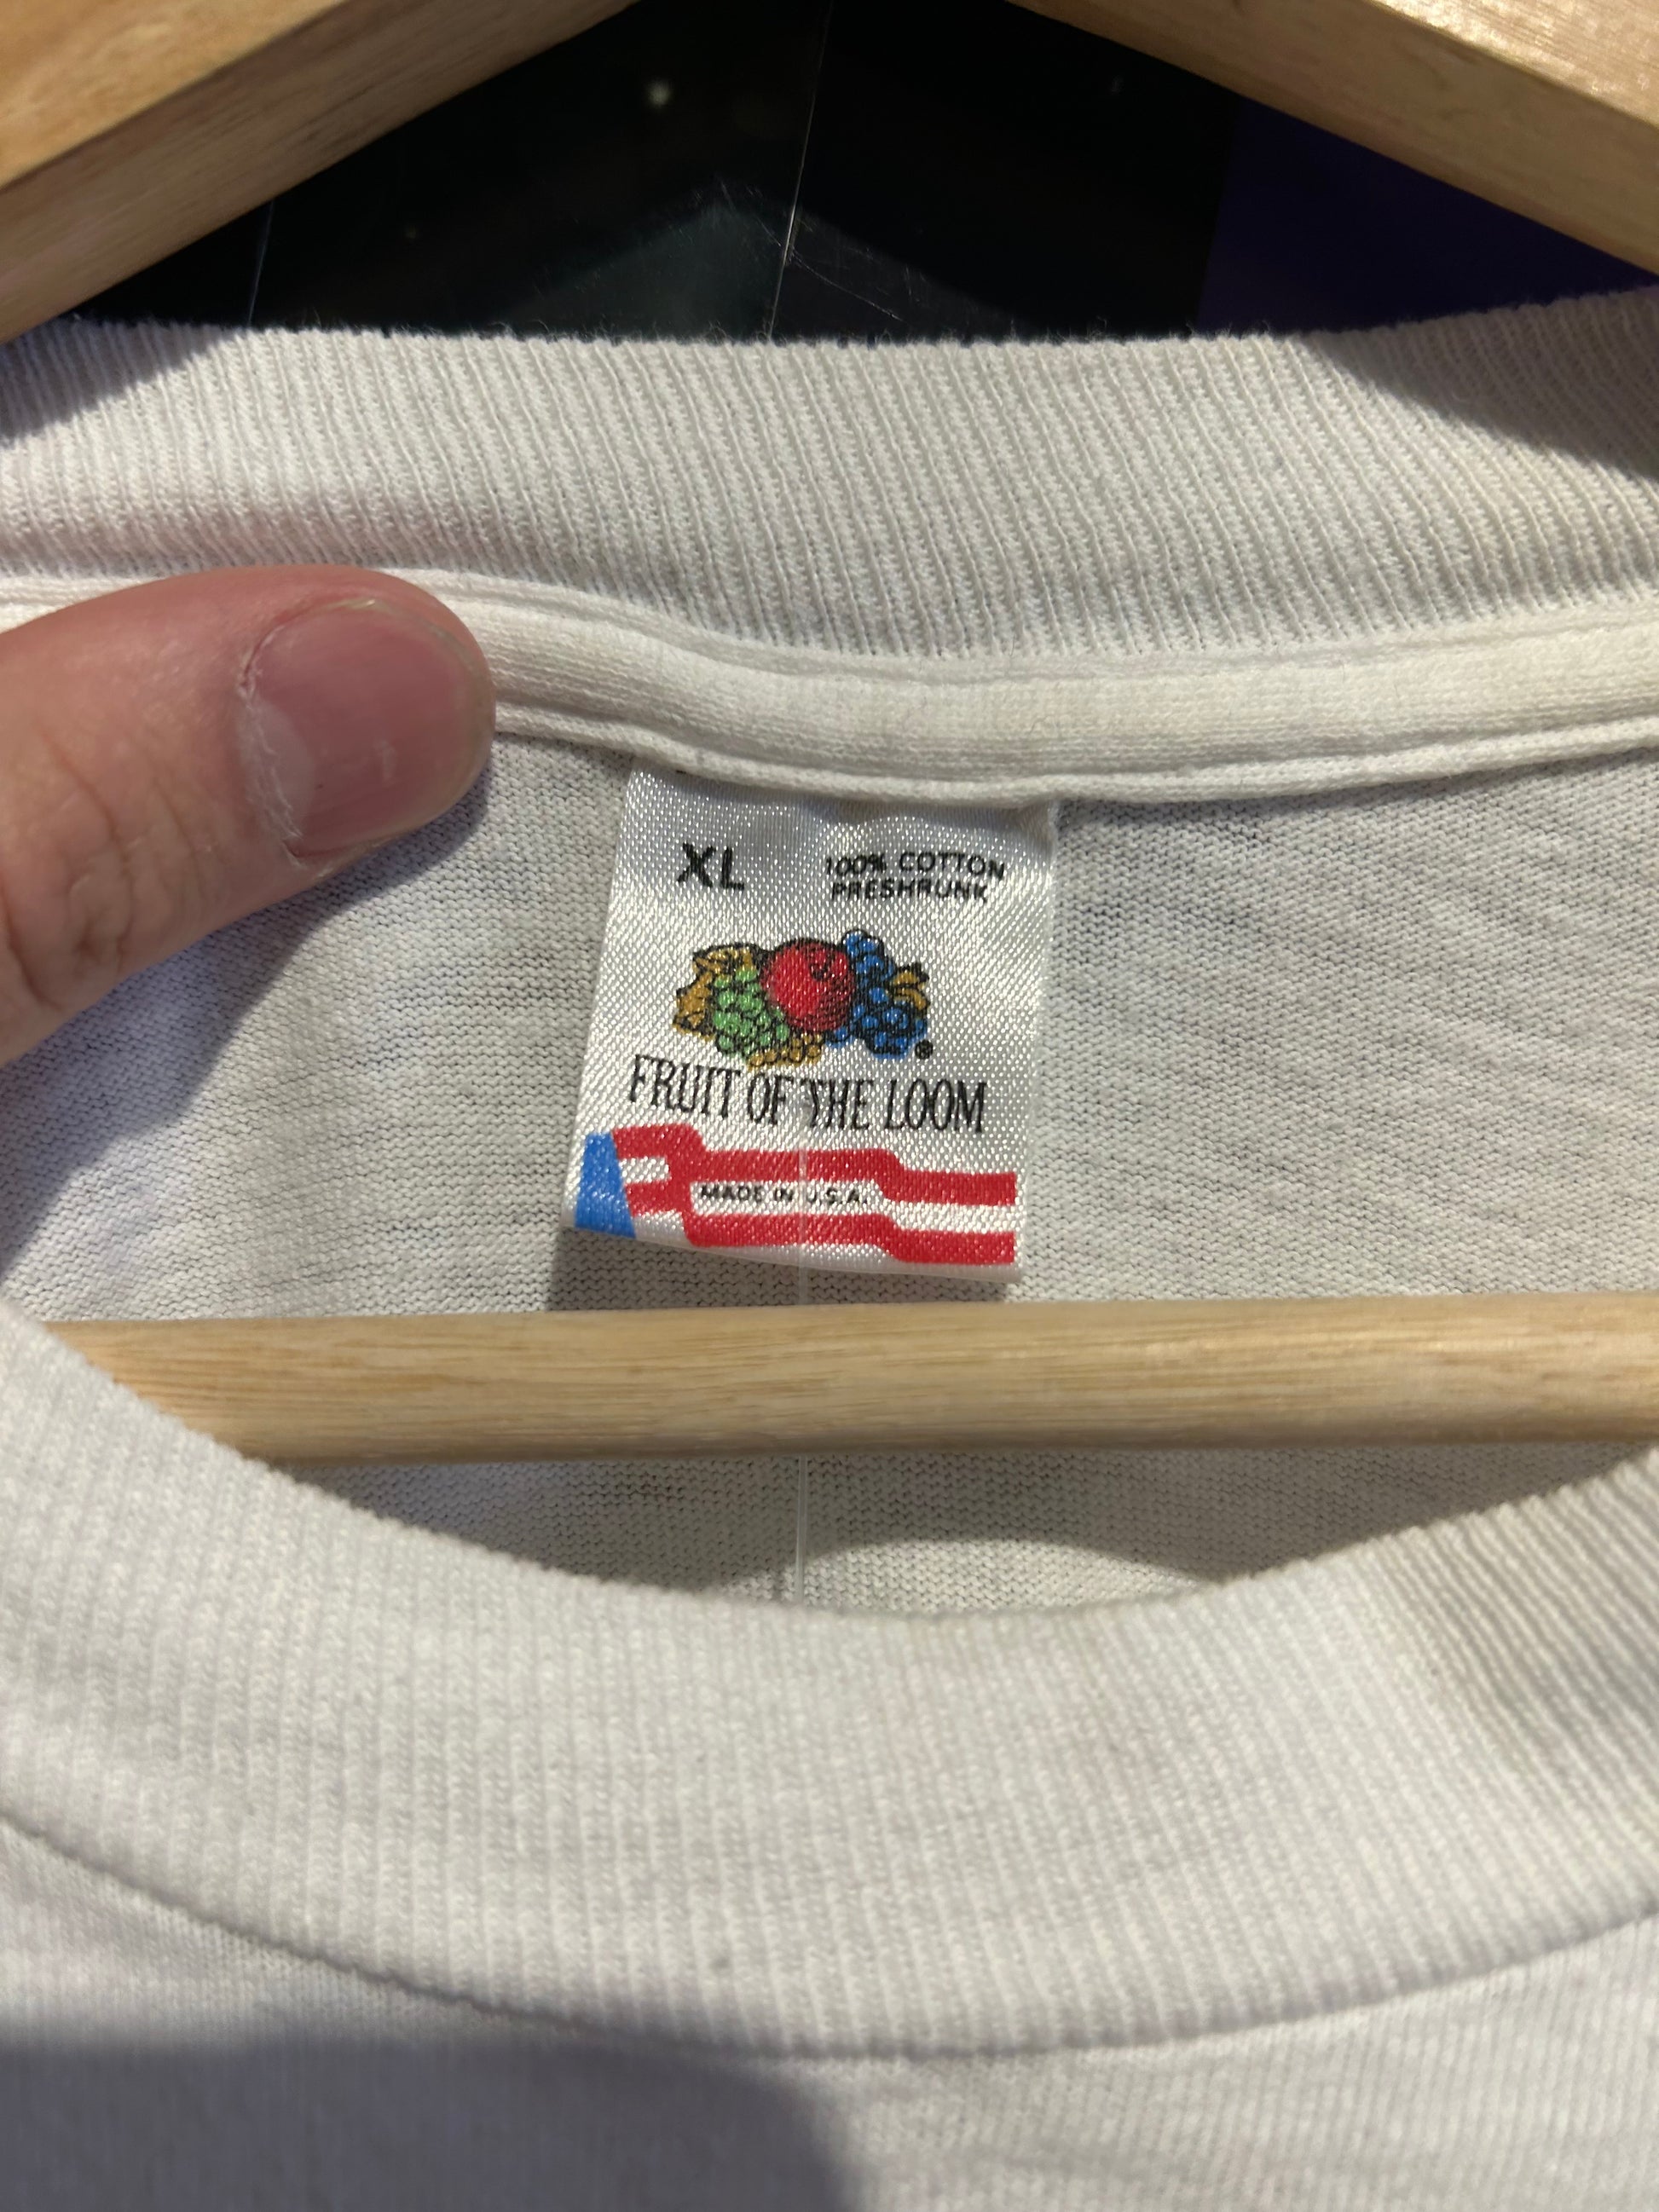 XL
100% COTTON
PRESHRUNK
®
FRUIT OF THE LOOM
MADE IN U.S.A.